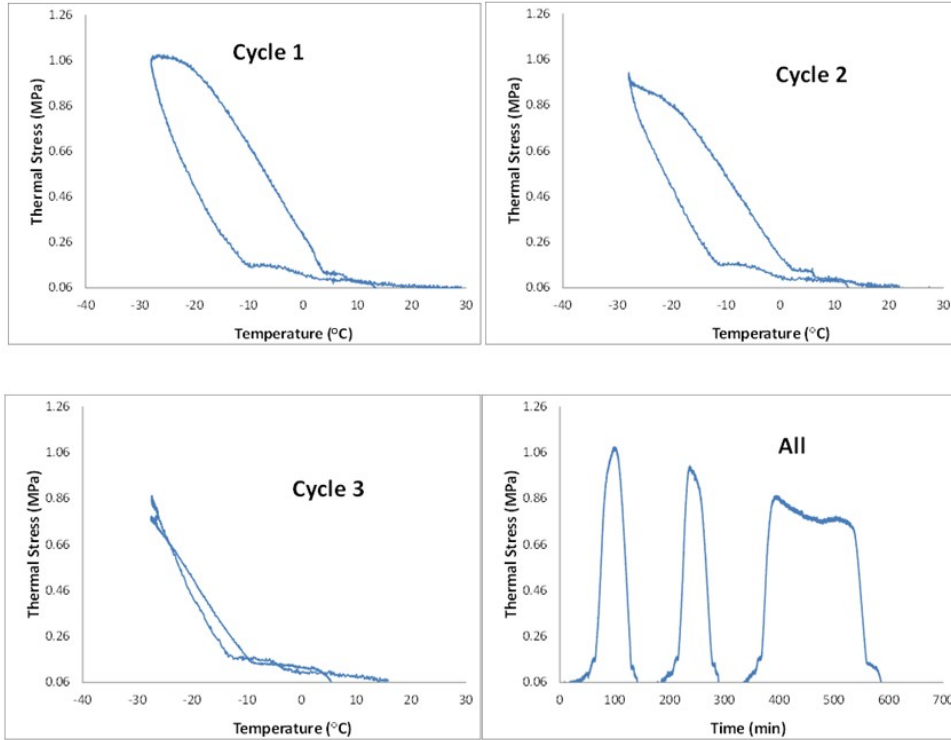 1.26
1.06
0.86
0.66
0.46
0.26
0.06
Thermal Stress (MPa)
Cycle 1
-40 -30 -20 -10 0 10 20 30
Temperature (°C)
1.26
1.06
0.86
0.66
0.46
0.26
0.06
Thermal Stress (MPa)
Cycle 2
-40 -30 -20 -10 0 10 20 30
Temperature (°C)
1.26
1.06
0.86
0.66
0.46
0.26
0.06
Thermal Stress (MPa)
Cycle 3
-40 -30 -20 -10 0 10 20 30
Temperature (°C)
1.26
1.06
0.86
0.66
0.46
0.26
0.06
Thermal Stress (MPa)
All
0 100 200 300 400 500 600 700
Time (min)